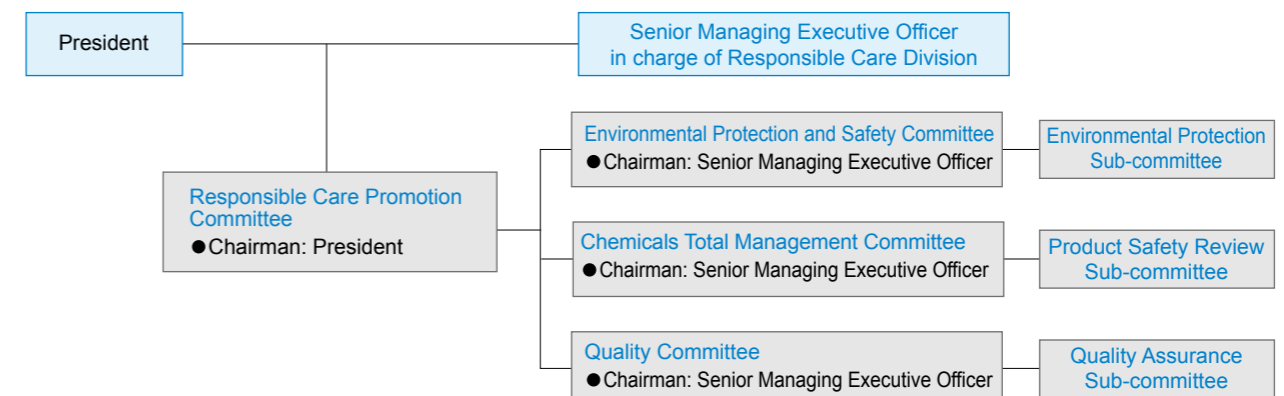 President
Senior Managing Executive Officer
in charge of Responsible Care Division
Responsible Care Promotion
Committee
●Chairman: President
Environmental Protection and Safety Committee
●Chairman: Senior Managing Executive Officer
Environmental Protection
Sub-committee
Chemicals Total Management Committee
●Chairman: Senior Managing Executive Officer
Product Safety Review
Sub-committee
Quality Committee
●Chairman: Senior Managing Executive Officer
Quality Assurance
Sub-committee